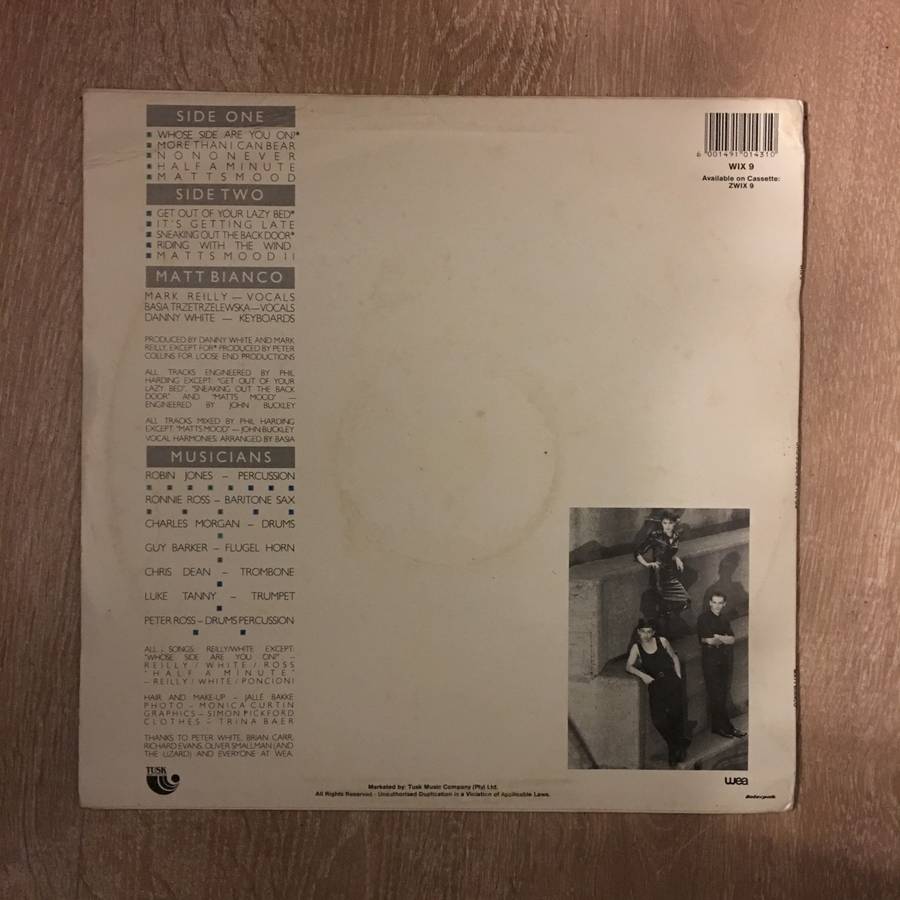 SIDE ONE
WHOSE SIDE ARE YOU ON?*
MORE THAN I CAN BEAR
NO NO NEVER
HALF A MINUTE
MATTS MOOD
SIDE TWO
GET OUT OF YOUR LAZY BED*
IT'S GETTING LATE
SNEAKING OUT THE BACK DOOR*
RIDING WITH THE WIND
MATTS MOOD II
MATT BIANCO
MARK REILLY — VOCALS
BASIA TRZETRZELEWSKA — VOCALS
DANNY WHITE — KEYBOARDS
PRODUCED BY DANNY WHITE AND MARK
REILLY, EXCEPT FOR* PRODUCED BY PETER
COLLINS FOR LOOSE END PRODUCTIONS
ALL TRACKS ENGINEERED BY PHIL
HARDING EXCEPT: "GET OUT OF YOUR
LAZY BED", "SNEAKING OUT THE BACK
DOOR" AND "MATTS MOOD" —
ENGINEERED BY JOHN BUCKLEY
ALL TRACKS MIXED BY PHIL HARDING
EXCEPT: "MATTS MOOD" — JOHN BUCKLEY
VOCAL HARMONIES: ARRANGED BY BASIA
MUSICIANS
ROBIN JONES – PERCUSSION
RONNIE ROSS – BARITONE SAX
CHARLES MORGAN – DRUMS
GUY BARKER – FLUGEL HORN
CHRIS DEAN – TROMBONE
LUKE TANNY – TRUMPET
PETER ROSS – DRUMS PERCUSSION
ALL SONGS: REILLY/WHITE EXCEPT:
"WHOSE SIDE ARE YOU ON?" –
REILLY / WHITE / ROSS
"HALF A MINUTE"
– REILLY / WHITE / PONCIONI
HAIR AND MAKE-UP – JALLE BAKKE
PHOTO – MONICA CURTIN
GRAPHICS – SIMON PICKFORD
CLOTHES – TRINA BAER
THANKS TO PETER WHITE, BRIAN CARR,
RICHARD EVANS, OLIVER SMALLMAN (AND
THE LIZARD) AND EVERYONE AT WEA.
TUSK
Marketed by: Tusk Music Company (Pty) Ltd.
All Rights Reserved - Unauthorised Duplication is a Violation of Applicable Laws.
6 001491 014310
WIX 9
Available on Cassette:
ZWIX 9
wea